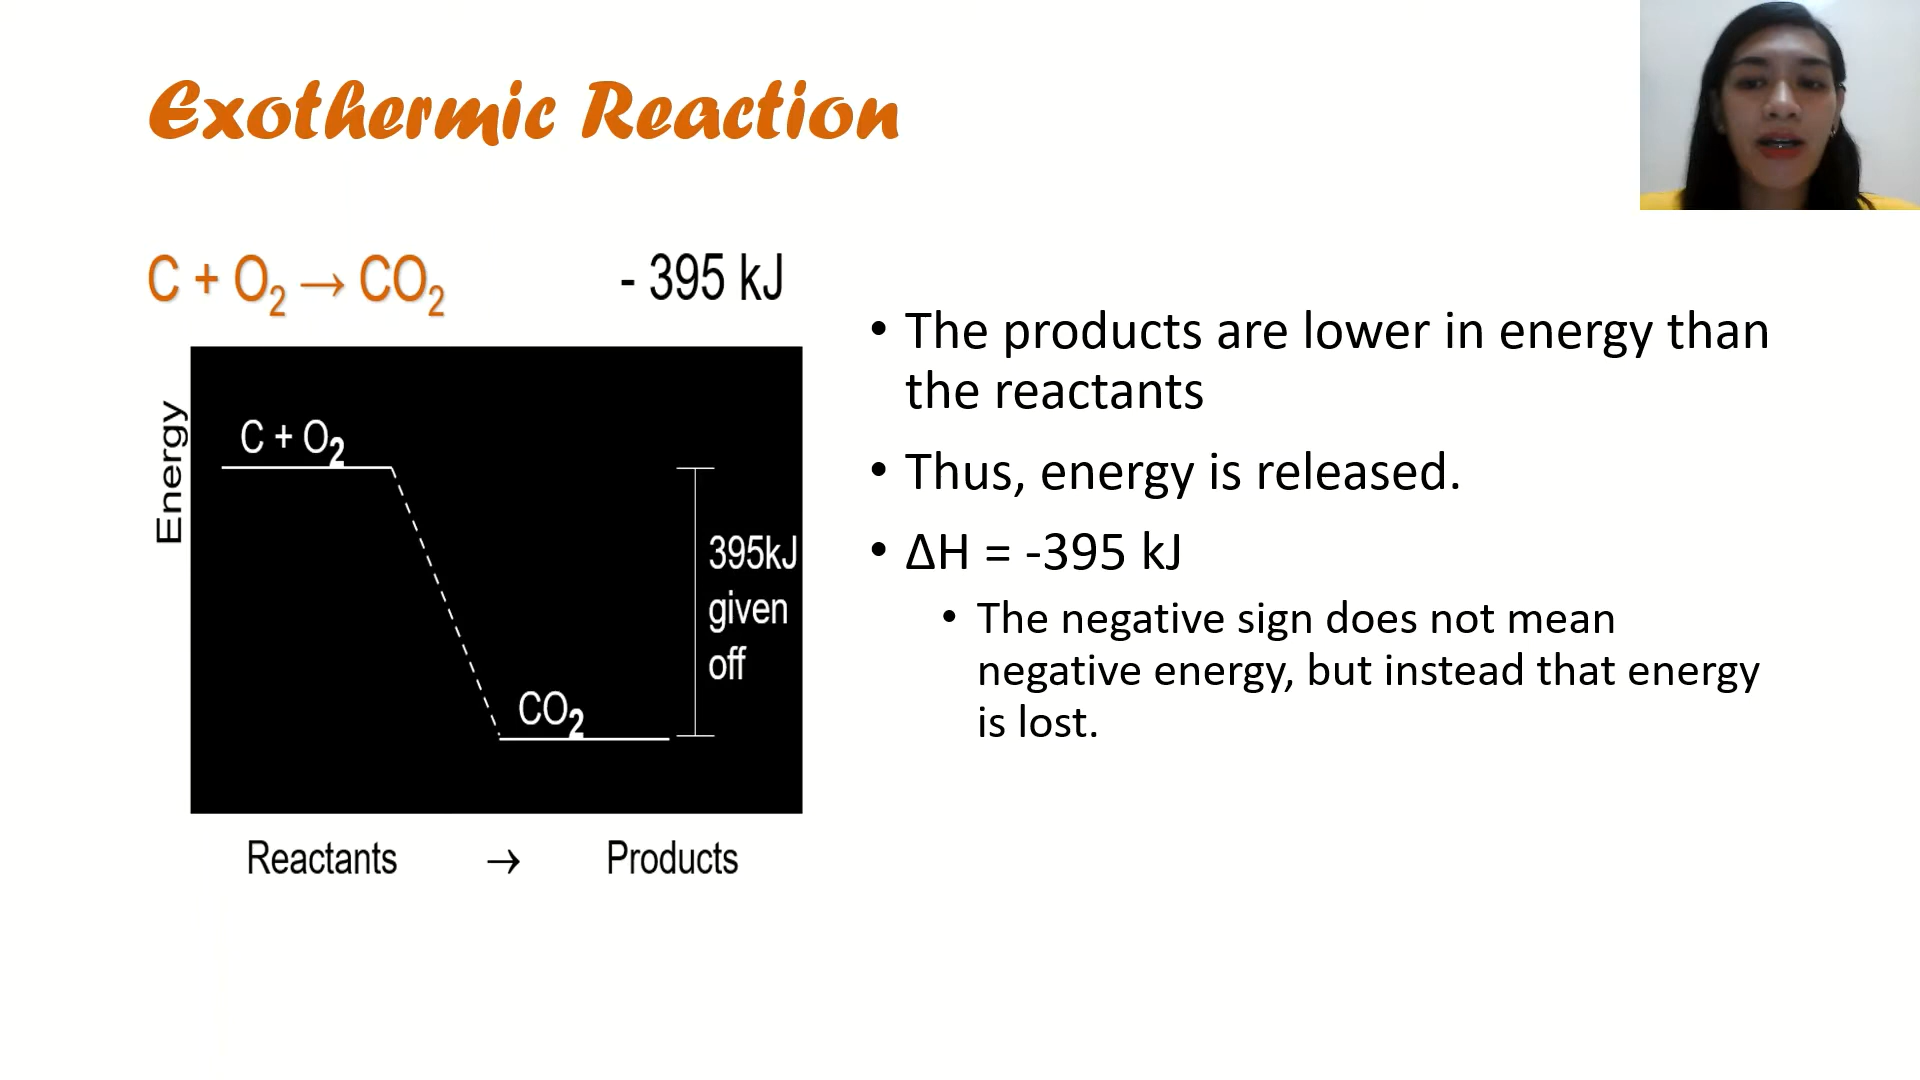 Exothermic Reaction
C + O₂ → CO₂ - 395 kJ
Energy
C + O₂
395kJ
given
off
CO₂
Reactants → Products
• The products are lower in energy than
the reactants
• Thus, energy is released.
• ΔH = -395 kJ
• The negative sign does not mean
negative energy, but instead that energy
is lost.